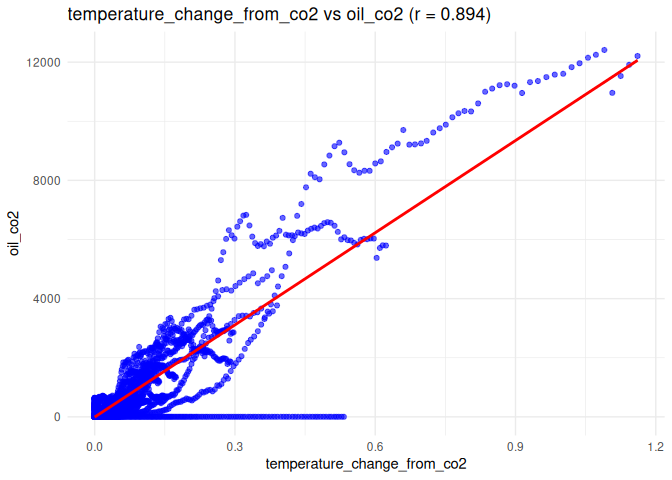 temperature_change_from_co2 vs oil_co2 (r = 0.894)
12000
8000
4000
0
oil_co2
0.0 0.3 0.6 0.9 1.2
temperature_change_from_co2